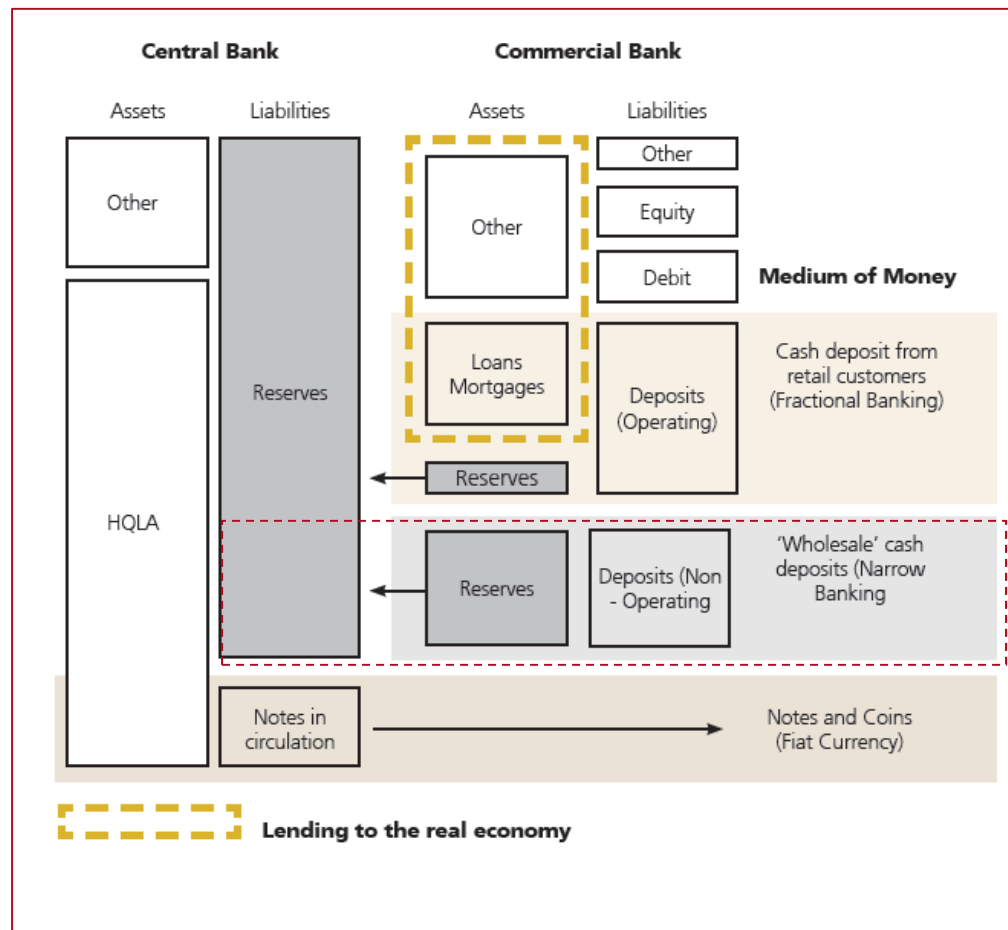 Central Bank
Commercial Bank
Assets
Liabilities
Assets
Liabilities
Other
Reserves
HQLA
Notes in
circulation
Other
Loans
Mortgages
Reserves
Reserves
Other
Equity
Debit
Deposits
(Operating)
Deposits (Non
- Operating
Medium of Money
Cash deposit from
retail customers
(Fractional Banking)
'Wholesale' cash
deposits (Narrow
Banking
Notes and Coins
(Fiat Currency)
Lending to the real economy